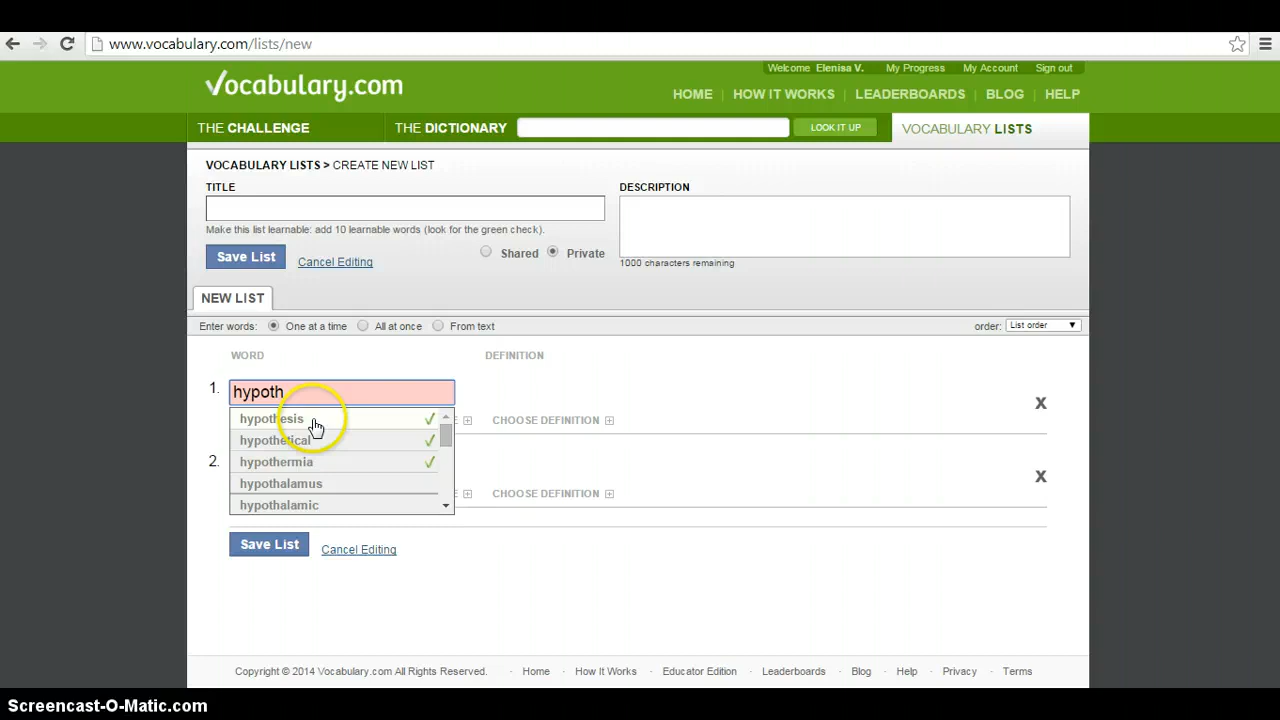 www.vocabulary.com/lists/new
Welcome Elenisa V. My Progress My Account Sign out
Vocabulary.com
HOME | HOW IT WORKS | LEADERBOARDS | BLOG | HELP
THE CHALLENGE THE DICTIONARY LOOK IT UP VOCABULARY LISTS
VOCABULARY LISTS > CREATE NEW LIST
TITLE DESCRIPTION
Make this list learnable: add 10 learnable words (look for the green check).
Save List Cancel Editing Shared Private
1000 characters remaining
NEW LIST
Enter words: One at a time All at once From text order: List order
WORD DEFINITION
1. hypoth X
hypothesis CHOOSE DEFINITION
hypothetical
2. hypothermia X
hypothalamus
hypothalamic CHOOSE DEFINITION
Save List Cancel Editing
Copyright © 2014 Vocabulary.com All Rights Reserved. · Home · How It Works · Educator Edition · Leaderboards · Blog · Help · Privacy · Terms
Screencast-O-Matic.com